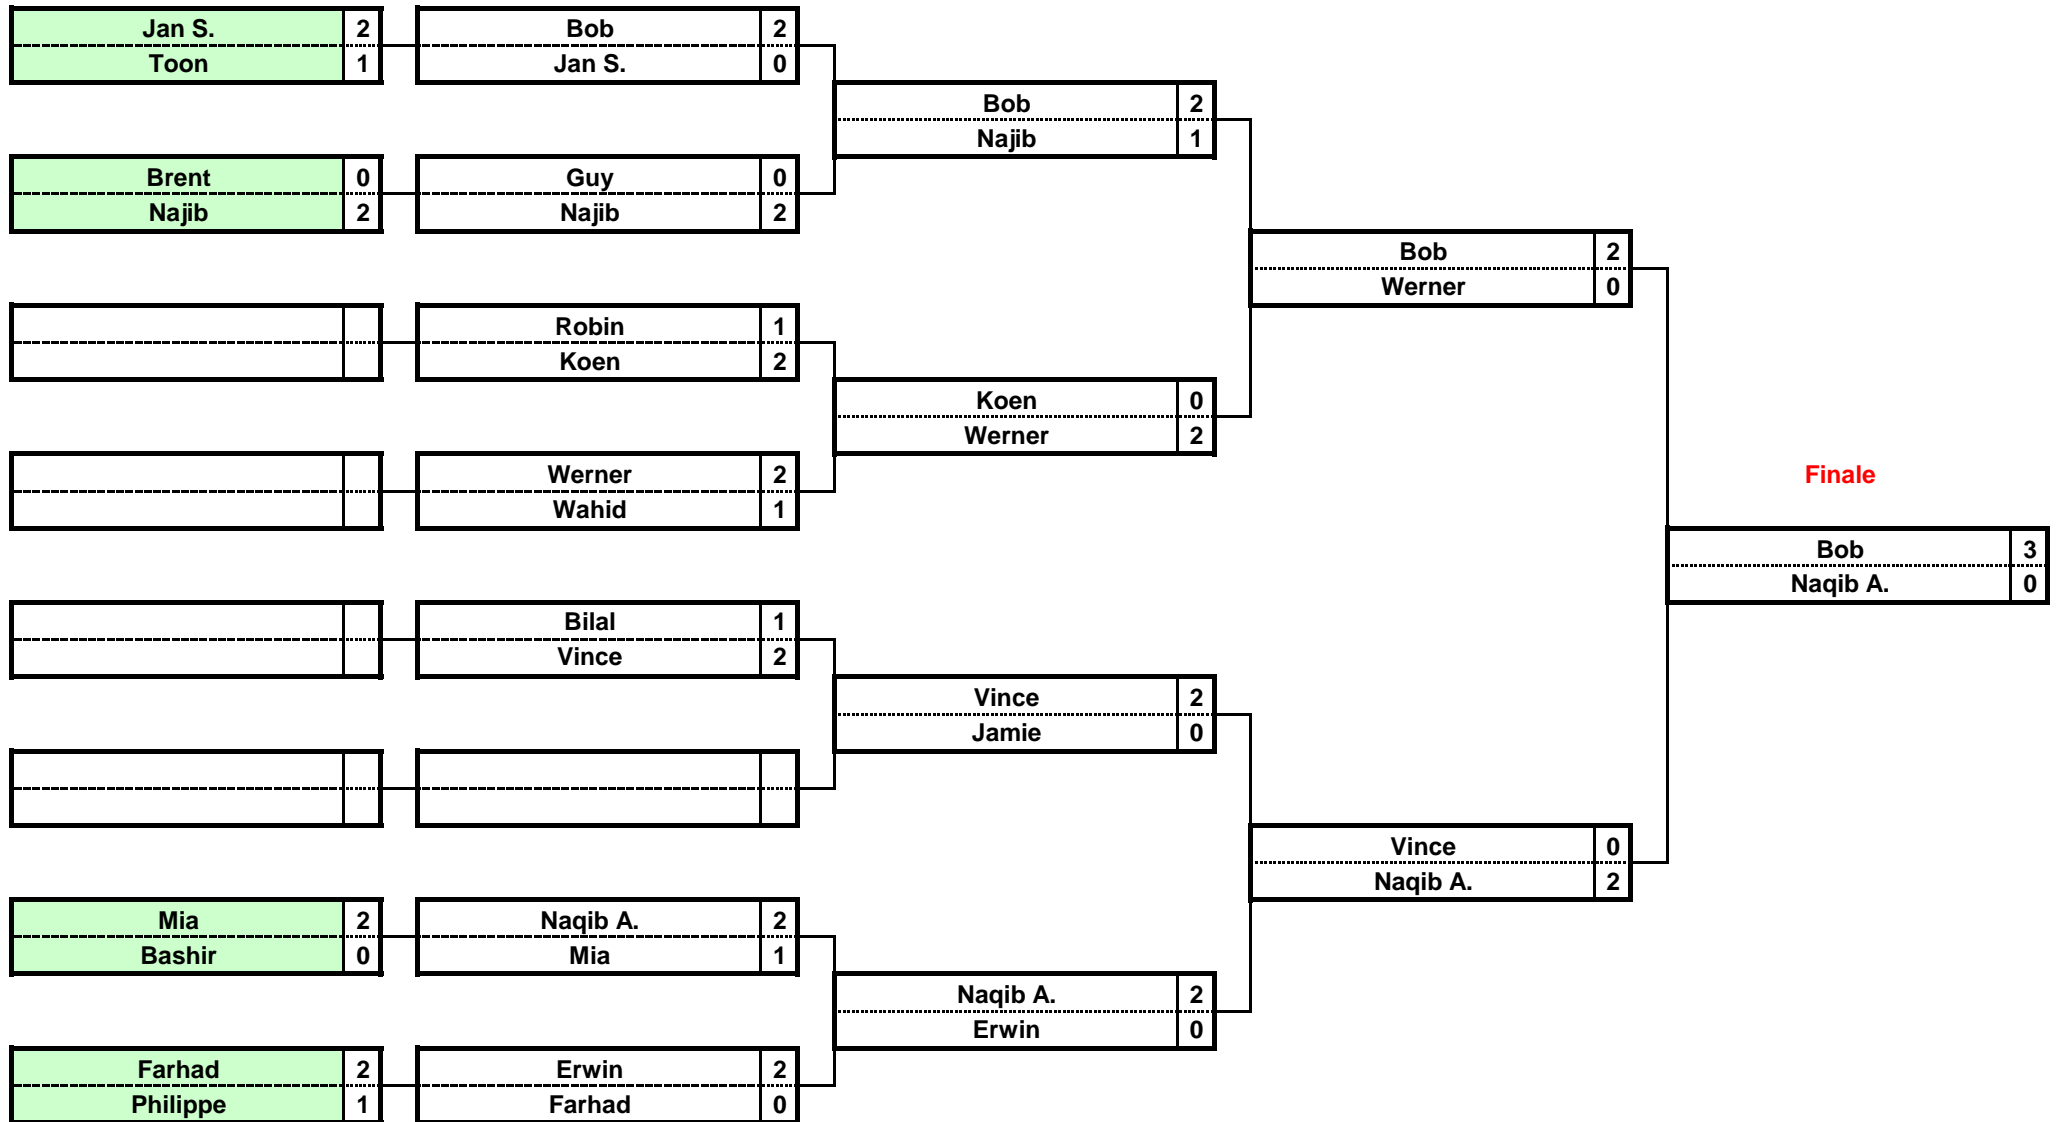 Jan S. 2
Toon 1
Brent 0
Najib 2
Mia 2
Bashir 0
Farhad 2
Philippe 1
Bob 2
Jan S. 0
Guy 0
Najib 2
Robin 1
Koen 2
Werner 2
Wahid 1
Bilal 1
Vince 2
Naqib A. 2
Mia 1
Erwin 2
Farhad 0
Bob 2
Najib 1
Koen 0
Werner 2
Vince 2
Jamie 0
Naqib A. 2
Erwin 0
Bob 2
Werner 0
Vince 0
Naqib A. 2
Finale
Bob 3
Naqib A. 0